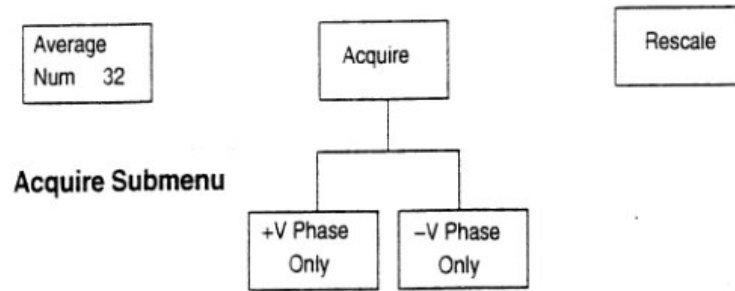 Average
Num 32
Acquire
Rescale
Acquire Submenu
+V Phase
Only
−V Phase
Only